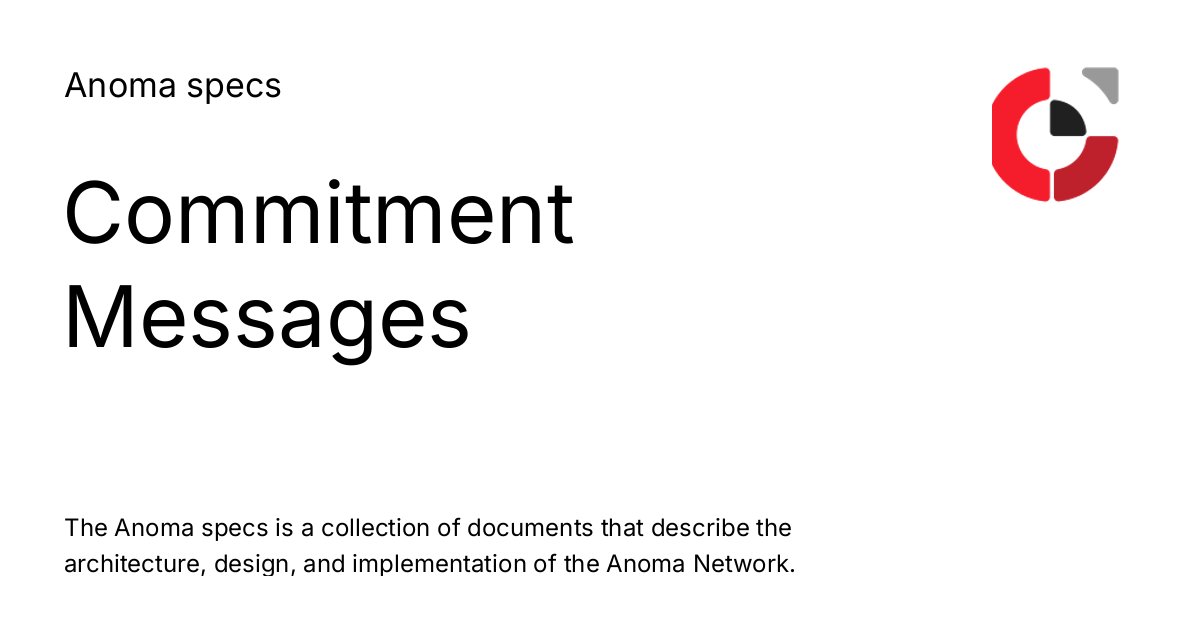 Anoma specs
Commitment
Messages
The Anoma specs is a collection of documents that describe the
architecture, design, and implementation of the Anoma Network.